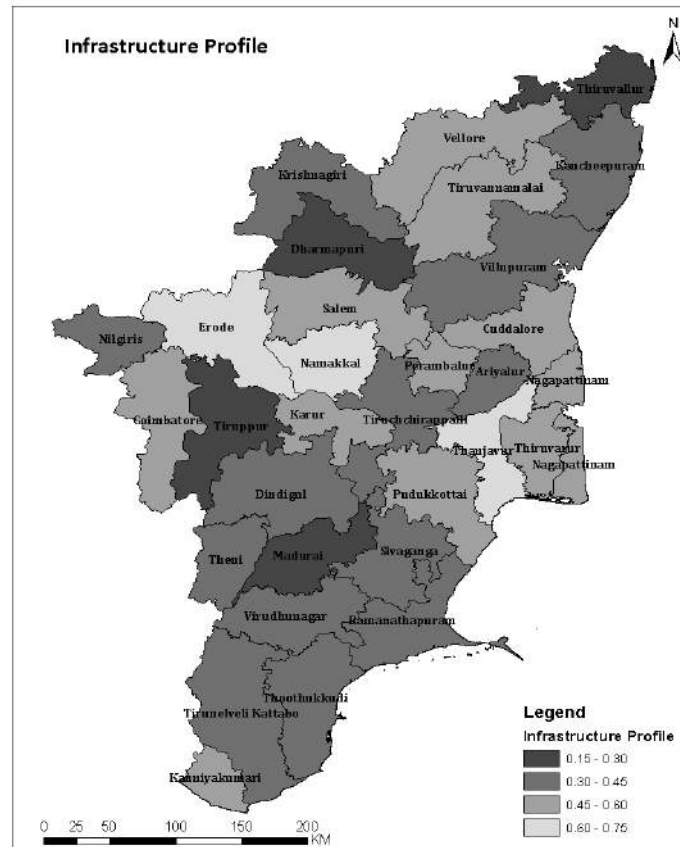 Infrastructure Profile
N
Thiruvallur
Vellore
Kancheepuram
Krishnagiri
Tiruvannamalai
Dharmapuri
Villupuram
Salem
Erode
Cuddalore
Nilgiris
Namakkal
Perambalur
Ariyalur
Nagapattinam
Karur
Coimbatore
Tiruchchirappalli
Tiruppur
Thanjavur
Thiruvarur
Nagapattinam
Dindigul
Pudukkottai
Madurai
Sivaganga
Theni
Virudhunagar
Ramanathapuram
Thoothukkudi
Tirunelveli Kattabo
Kanniyakumari
Legend
Infrastructure Profile
0.15 - 0.30
0.30 - 0.45
0.45 - 0.60
0.60 - 0.75
0 25 50 100 150 200
KM